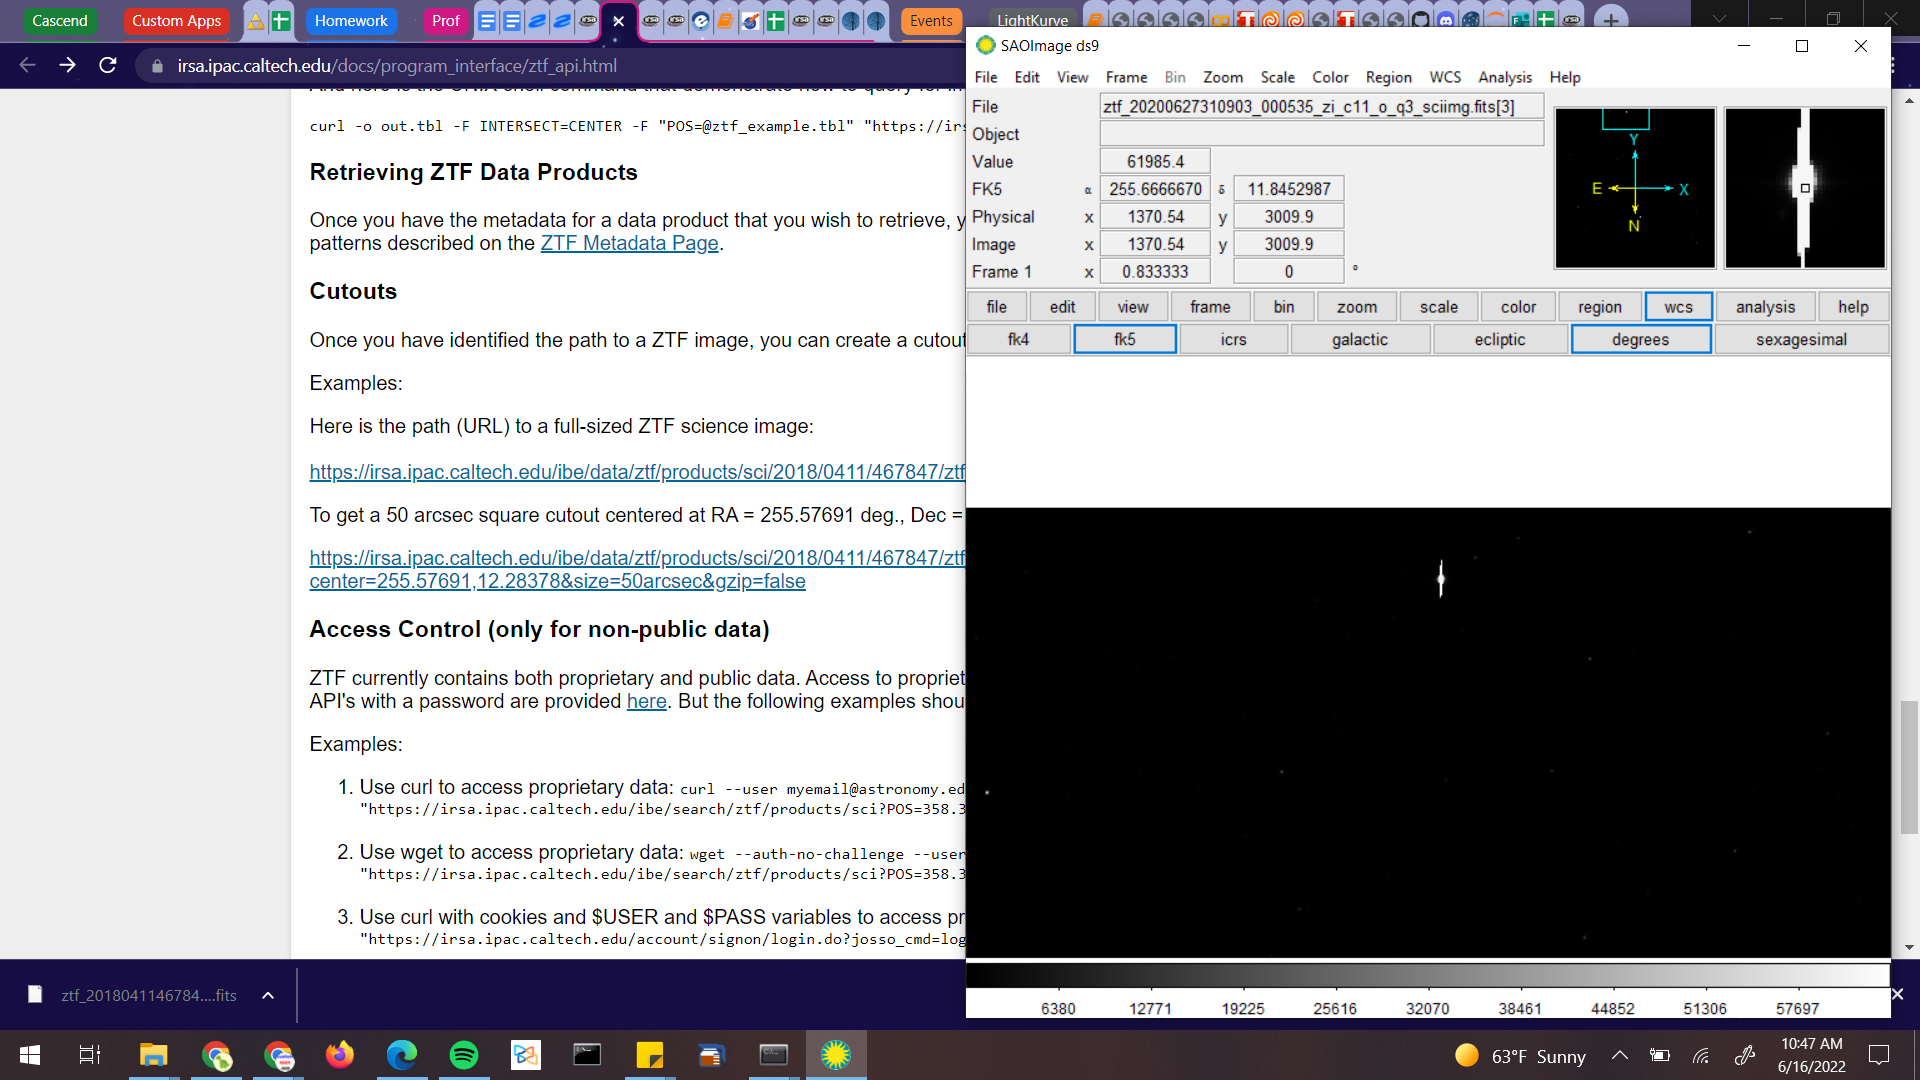 Cascend
Custom Apps
Homework
Prof
Events
LightKurve
irsa.ipac.caltech.edu/docs/program_interface/ztf_api.html
curl -o out.tbl -F INTERSECT=CENTER -F "POS=@ztf_example.tbl" "https://irs
Retrieving ZTF Data Products
Once you have the metadata for a data product that you wish to retrieve, y
patterns described on the ZTF Metadata Page.
Cutouts
Once you have identified the path to a ZTF image, you can create a cutout
Examples:
Here is the path (URL) to a full-sized ZTF science image:
https://irsa.ipac.caltech.edu/ibe/data/ztf/products/sci/2018/0411/467847/ztf
To get a 50 arcsec square cutout centered at RA = 255.57691 deg., Dec =
https://irsa.ipac.caltech.edu/ibe/data/ztf/products/sci/2018/0411/467847/ztf
center=255.57691,12.28378&size=50arcsec&gzip=false
Access Control (only for non-public data)
ZTF currently contains both proprietary and public data. Access to propriet
API's with a password are provided here. But the following examples shou
Examples:
1. Use curl to access proprietary data: curl --user myemail@astronomy.ed
"https://irsa.ipac.caltech.edu/ibe/search/ztf/products/sci?POS=358.3
2. Use wget to access proprietary data: wget --auth-no-challenge --user
"https://irsa.ipac.caltech.edu/ibe/search/ztf/products/sci?POS=358.3
3. Use curl with cookies and $USER and $PASS variables to access pr
"https://irsa.ipac.caltech.edu/account/signon/login.do?josso_cmd=log
SAOImage ds9
File Edit View Frame Bin Zoom Scale Color Region WCS Analysis Help
File ztf_20200627310903_000535_zi_c11_o_q3_sciimg.fits[3]
Object
Value 61985.4
FK5 α 255.6666670 δ 11.8452987
Physical x 1370.54 y 3009.9
Image x 1370.54 y 3009.9
Frame 1 x 0.833333 0 °
Y
E X
N
file edit view frame bin zoom scale color region wcs analysis help
fk4 fk5 icrs galactic ecliptic degrees sexagesimal
6380 12771 19225 25616 32070 38461 44852 51306 57697
ztf_2018041146784....fits
63°F Sunny
10:47 AM
6/16/2022